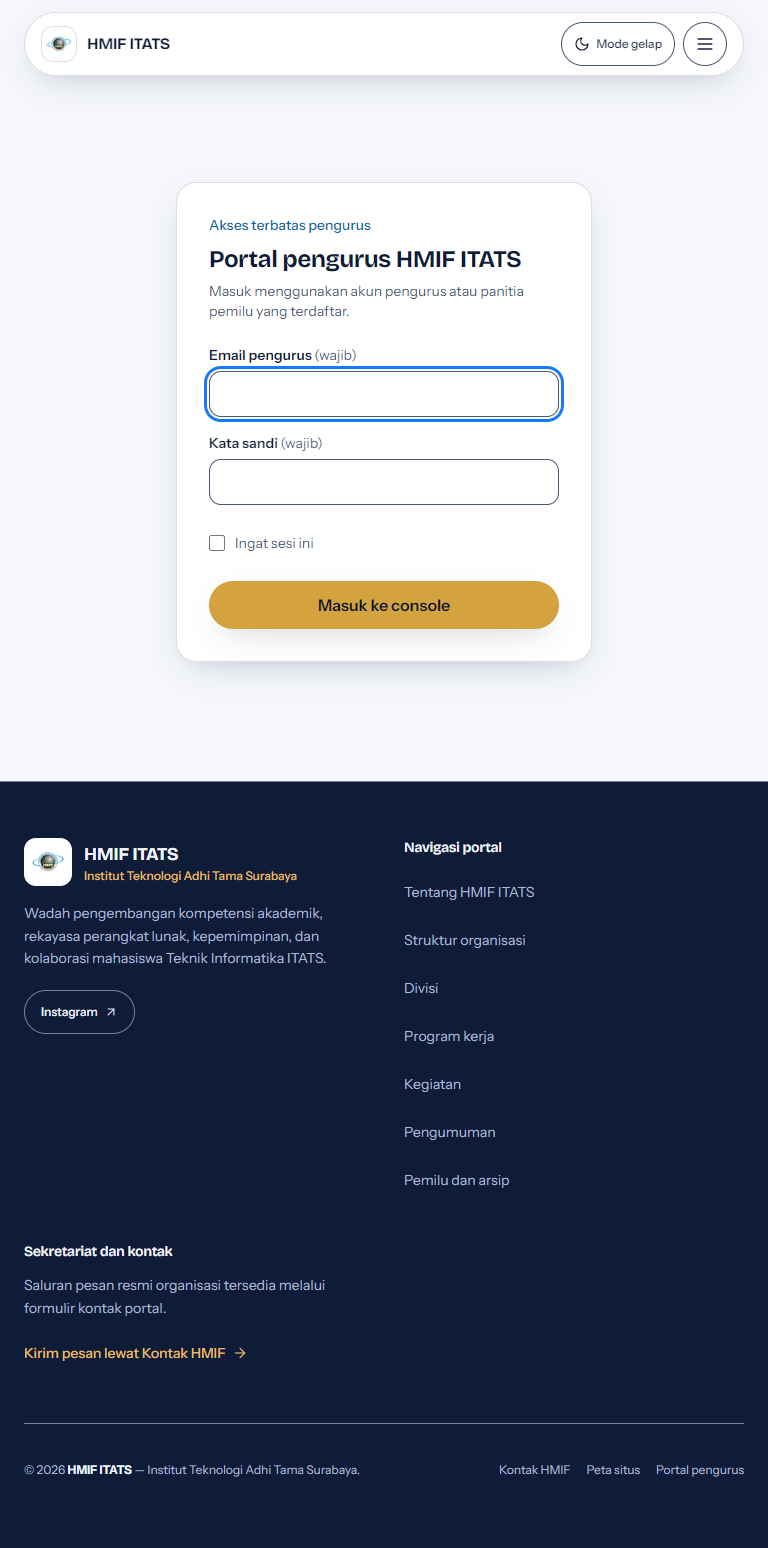 HMIF ITATS
Mode gelap
Akses terbatas pengurus
Portal pengurus HMIF ITATS
Masuk menggunakan akun pengurus atau panitia
pemilu yang terdaftar.
Email pengurus (wajib)
Kata sandi (wajib)
Ingat sesi ini
Masuk ke console
HMIF ITATS
Institut Teknologi Adhi Tama Surabaya
Wadah pengembangan kompetensi akademik,
rekayasa perangkat lunak, kepemimpinan, dan
kolaborasi mahasiswa Teknik Informatika ITATS.
Instagram
Navigasi portal
Tentang HMIF ITATS
Struktur organisasi
Divisi
Program kerja
Kegiatan
Pengumuman
Pemilu dan arsip
Sekretariat dan kontak
Saluran pesan resmi organisasi tersedia melalui
formulir kontak portal.
Kirim pesan lewat Kontak HMIF →
© 2026 HMIF ITATS — Institut Teknologi Adhi Tama Surabaya.
Kontak HMIF Peta situs Portal pengurus